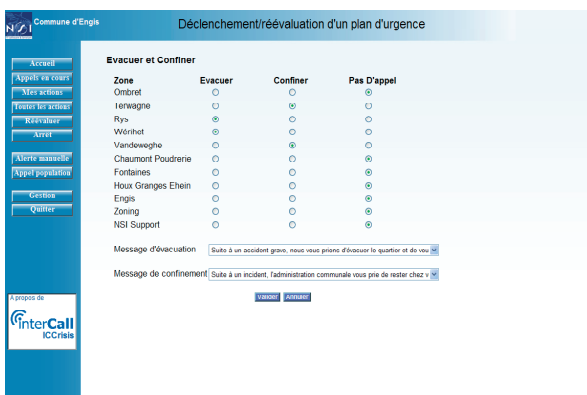 NSI
Commune d'Engis
Déclenchement/réévaluation d'un plan d'urgence
Accueil
Appels en cours
Mes actions
Toutes les actions
Réévaluer
Arret
Alerte manuelle
Appel population
Gestion
Quitter
A propos de
interCall
ICCrisis
Evacuer et Confiner
Zone Evacuer Confiner Pas D'appel
Ombret
Terwagne
Rys
Wérihet
Vandeweghe
Chaumont Poudrerie
Fontaines
Houx Granges Ehein
Engis
Zoning
NSI Support
Message d'évacuation Suite à un accident grave, nous vous prions d'évacuer le quartier et de vou
Message de confinement Suite à un incident, l'administration communale vous prie de rester chez v
Valider Annuler